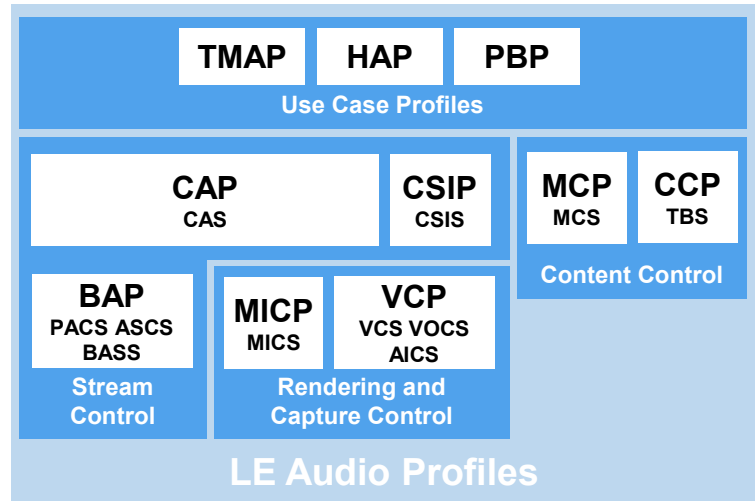 TMAP HAP PBP
Use Case Profiles
CAP
CAS
CSIP
CSIS
MCP
MCS
CCP
TBS
Content Control
BAP
PACS ASCS
BASS
Stream
Control
MICP
MICS
VCP
VCS VOCS
AICS
Rendering and
Capture Control
LE Audio Profiles